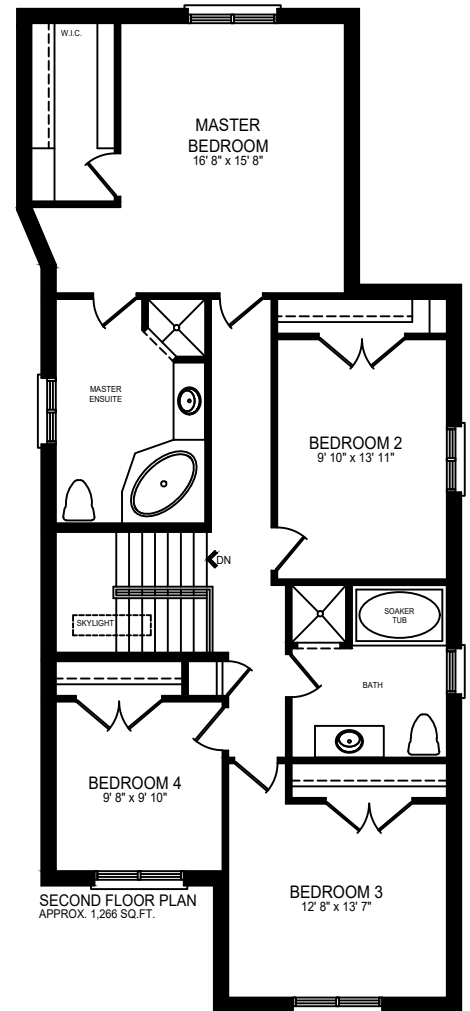 W.I.C.
MASTER
BEDROOM
16' 8" x 15' 8"
MASTER
ENSUITE
BEDROOM 2
9' 10" x 13' 11"
DN
SKYLIGHT
SOAKER
TUB
BATH
BEDROOM 4
9' 8" x 9' 10"
BEDROOM 3
12' 8" x 13' 7"
SECOND FLOOR PLAN
APPROX. 1,266 SQ.FT.